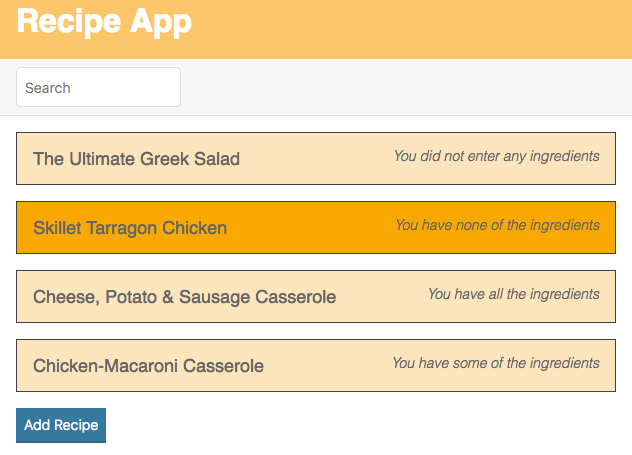 Recipe App
Search
The Ultimate Greek Salad You did not enter any ingredients
Skillet Tarragon Chicken You have none of the ingredients
Cheese, Potato & Sausage Casserole You have all the ingredients
Chicken-Macaroni Casserole You have some of the ingredients
Add Recipe